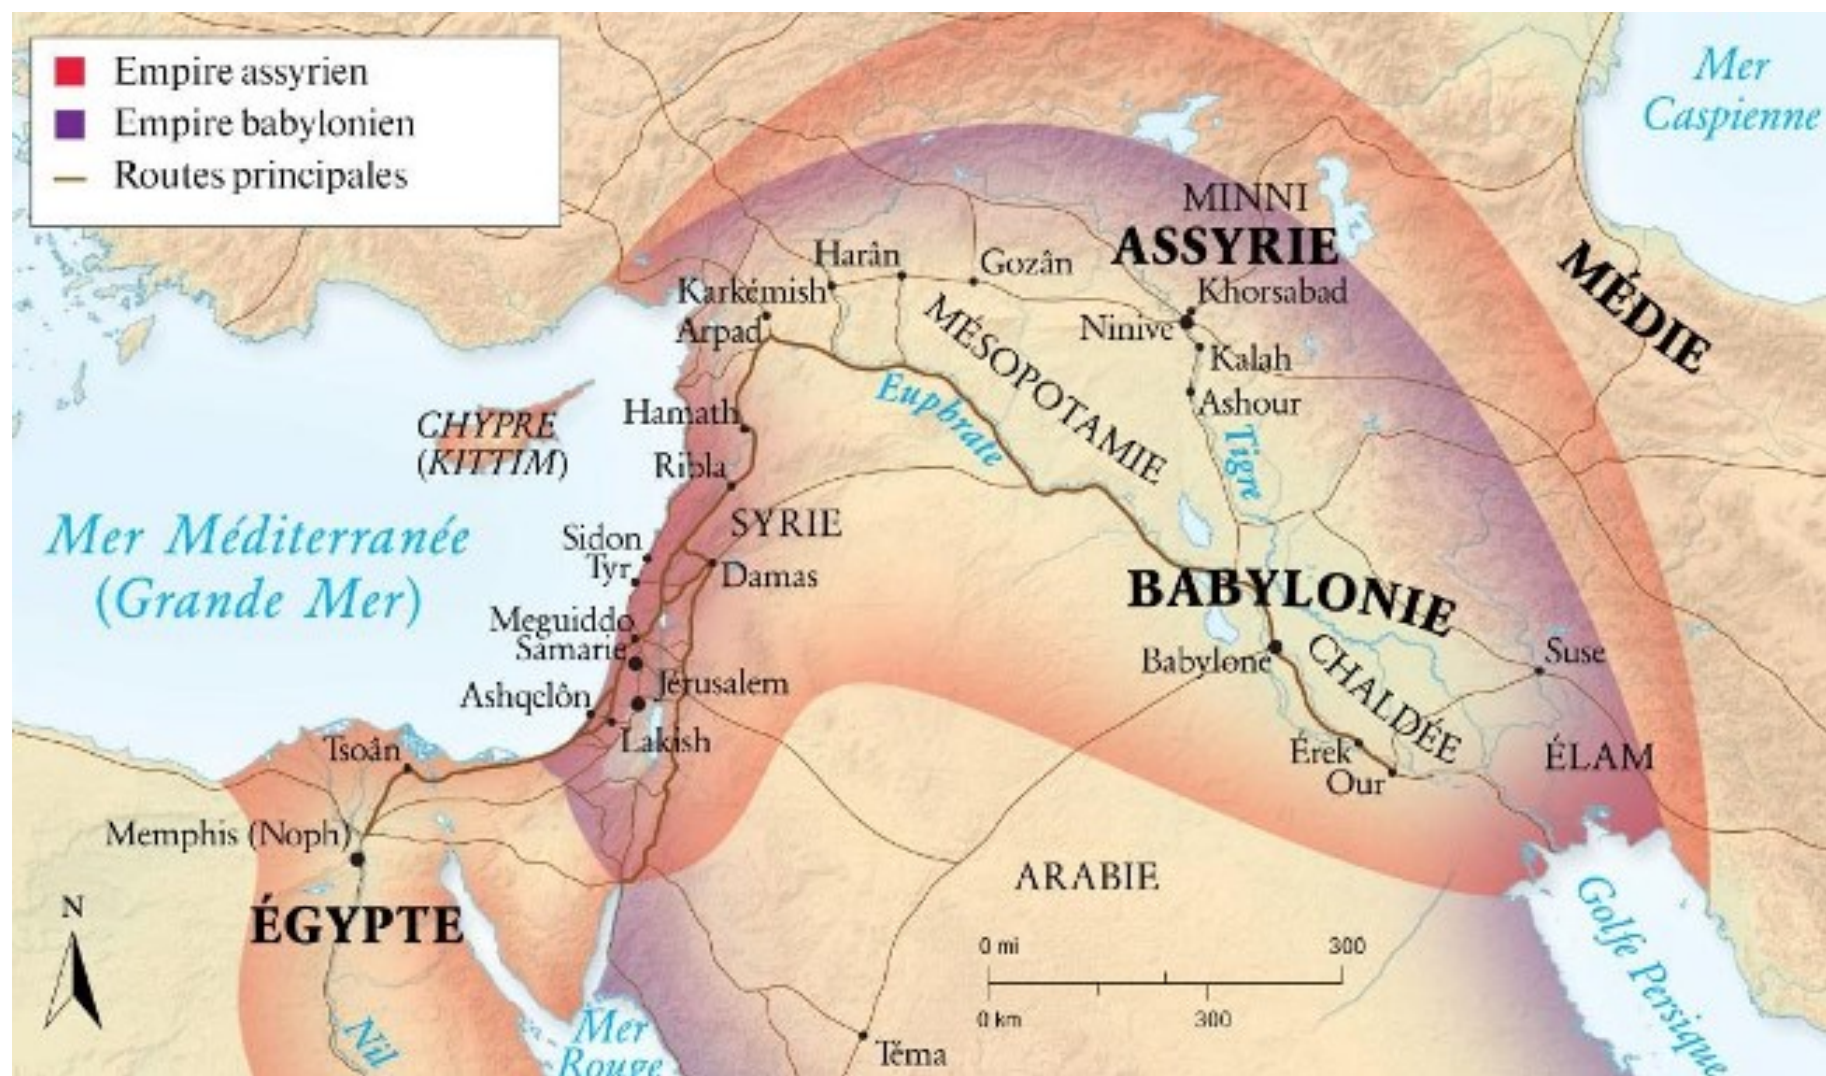 Empire assyrien
Empire babylonien
Routes principales
Mer
Caspienne
MINNI
ASSYRIE
MÉDIE
Harân
Gozân
Karkémish
Khorsabad
Arpad
Ninive
MÉSOPOTAMIE
Kalah
Euphrate
Ashour
CHYPRE
(KITTIM)
Hamath
Tigre
Ribla
Mer Méditerranée
(Grande Mer)
SYRIE
Sidon
Tyr
Damas
BABYLONIE
Meguiddo
Samarie
Babylone
CHALDÉE
Suse
Ashqelôn
Jérusalem
Lakish
Tsoân
Érek
Our
ÉLAM
Memphis (Noph)
ARABIE
N
ÉGYPTE
Golfe Persique
0 mi 300
0 km 300
Nil
Mer
Rouge
Tĕma